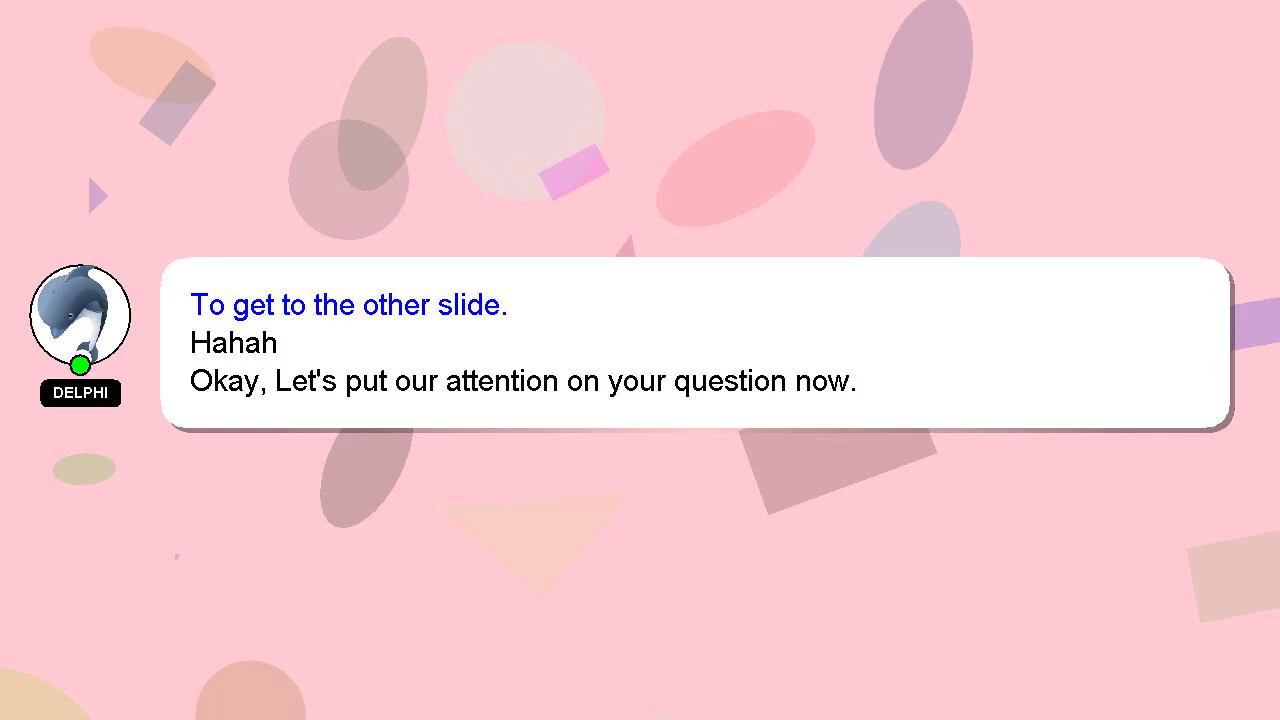 To get to the other slide.
Hahah
Okay, Let's put our attention on your question now.
DELPHI